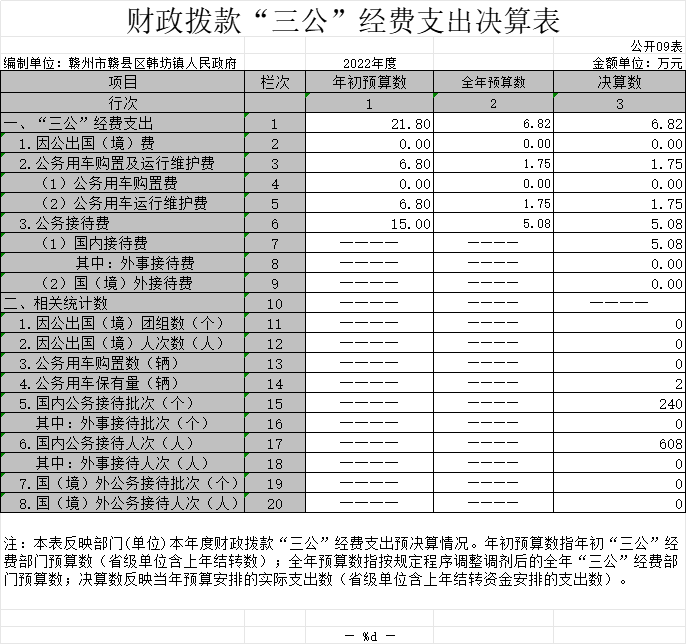 财政拨款“三公”经费支出决算表
公开09表
编制单位：赣州市赣县区韩坊镇人民政府 2022年度 金额单位：万元
项目 栏次 年初预算数 全年预算数 决算数
行次 1 2 3
一、“三公”经费支出 1 21.80 6.82 6.82
1.因公出国（境）费 2 0.00 0.00 0.00
2.公务用车购置及运行维护费 3 6.80 1.75 1.75
（1）公务用车购置费 4 0.00 0.00 0.00
（2）公务用车运行维护费 5 6.80 1.75 1.75
3.公务接待费 6 15.00 5.08 5.08
（1）国内接待费 7 ———— ———— 5.08
其中：外事接待费 8 ———— ———— 0.00
（2）国（境）外接待费 9 ———— ———— 0.00
二、相关统计数 10 ———— ———— ————
1.因公出国（境）团组数（个） 11 ———— ———— 0
2.因公出国（境）人次数（人） 12 ———— ———— 0
3.公务用车购置数（辆） 13 ———— ———— 0
4.公务用车保有量（辆） 14 ———— ———— 2
5.国内公务接待批次（个） 15 ———— ———— 240
其中：外事接待批次（个） 16 ———— ———— 0
6.国内公务接待人次（人） 17 ———— ———— 608
其中：外事接待人次（人） 18 ———— ———— 0
7.国（境）外公务接待批次（个） 19 ———— ———— 0
8.国（境）外公务接待人次（人） 20 ———— ———— 0
注：本表反映部门(单位)本年度财政拨款“三公”经费支出预决算情况。年初预算数指年初“三公”经
费部门预算数（省级单位含上年结转数）；全年预算数指按规定程序调整调剂后的全年“三公”经费部
门预算数；决算数反映当年预算安排的实际支出数（省级单位含上年结转资金安排的支出数）。
— %d —